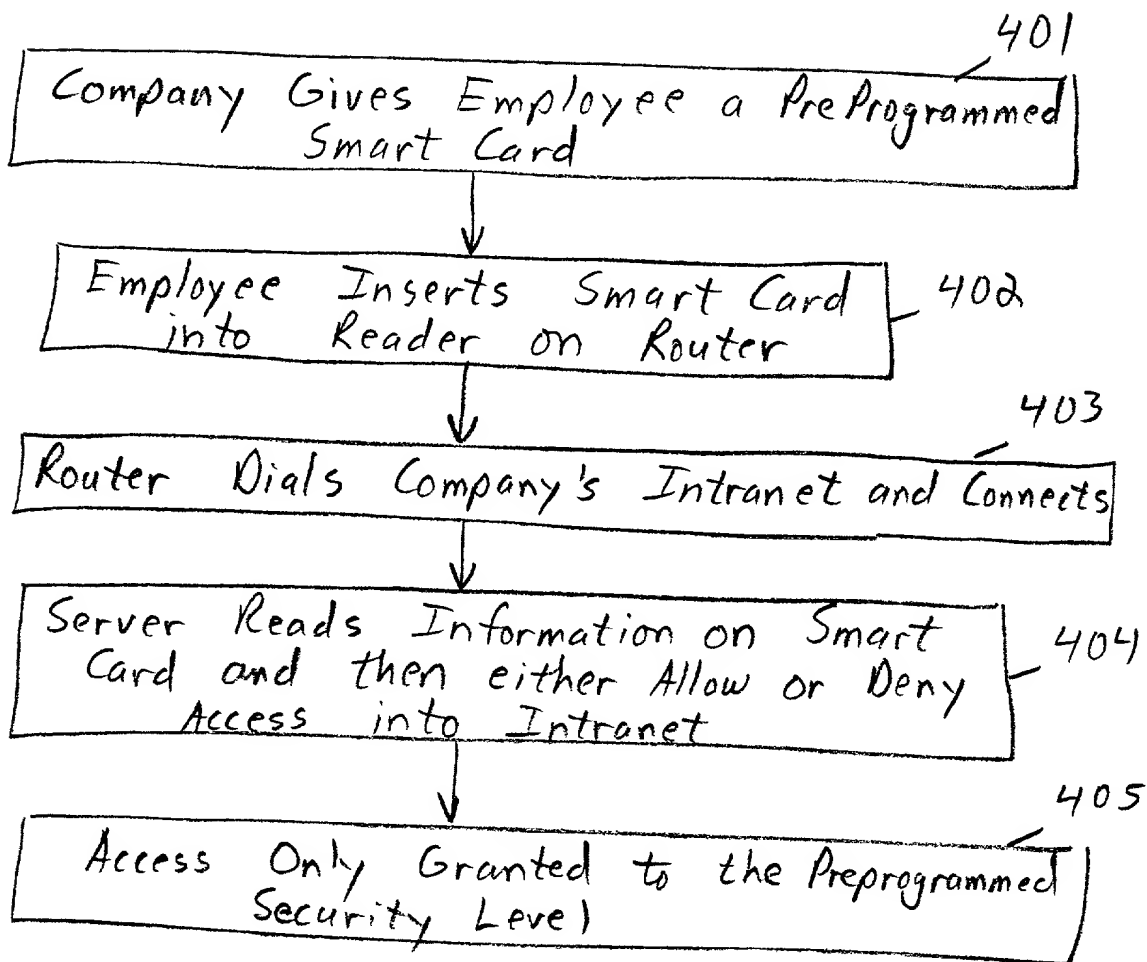 401
Company Gives Employee a PreProgrammed
Smart Card
Employee Inserts Smart Card
into Reader on Router
402
403
Router Dials Company's Intranet and Connects
Server Reads Information on Smart
Card and then either Allow or Deny
Access into Intranet
404
405
Access Only Granted to the Preprogrammed
Security Level